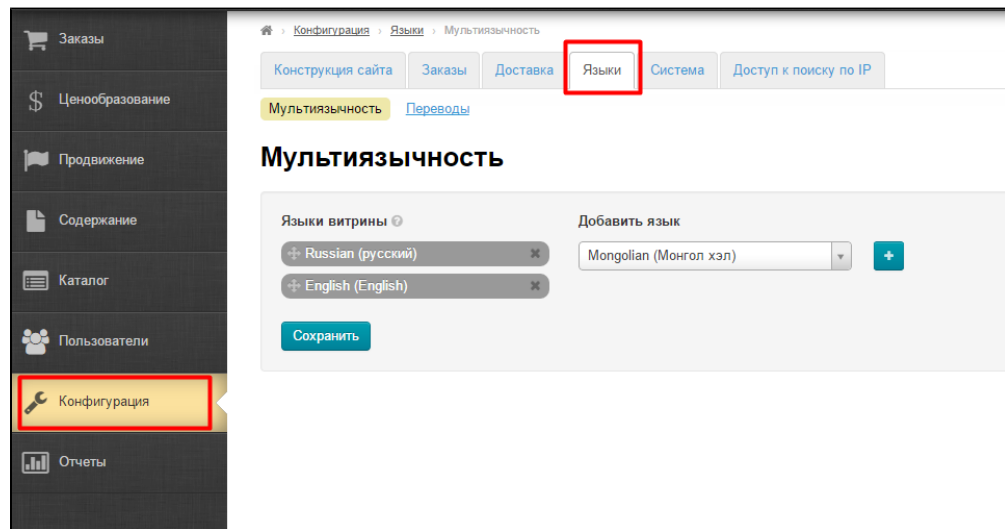 Заказы
Ценообразование
Продвижение
Содержание
Каталог
Пользователи
Конфигурация
Отчеты
› Конфигурация › Языки › Мультиязычность
Конструкция сайта Заказы Доставка Языки Система Доступ к поиску по IP
Мультиязычность Переводы
Мультиязычность
Языки витрины ? Добавить язык
Russian (русский) Mongolian (Монгол хэл) +
English (English)
Сохранить